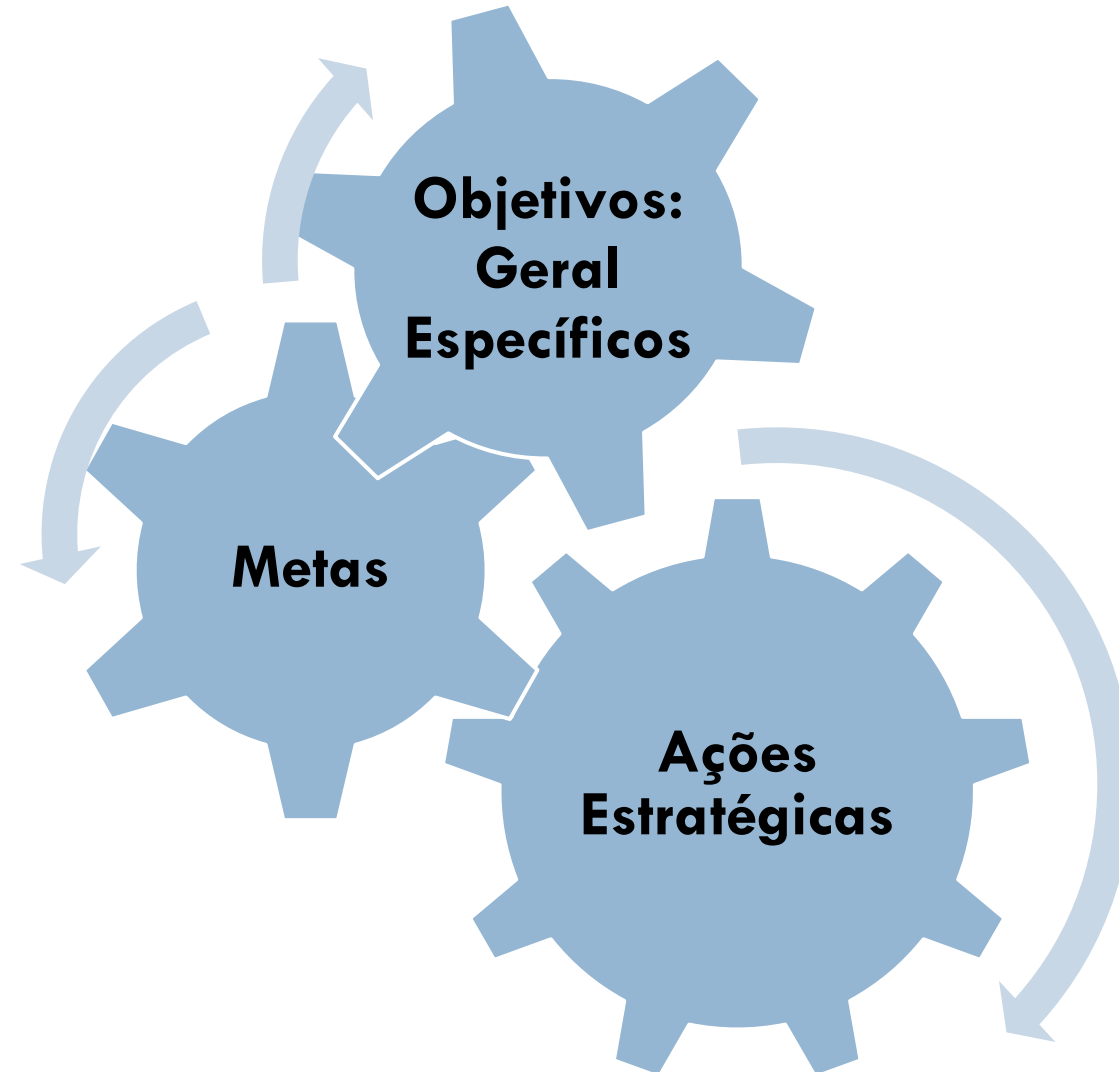 Objetivos:
Geral
Específicos
Metas
Ações
Estratégicas